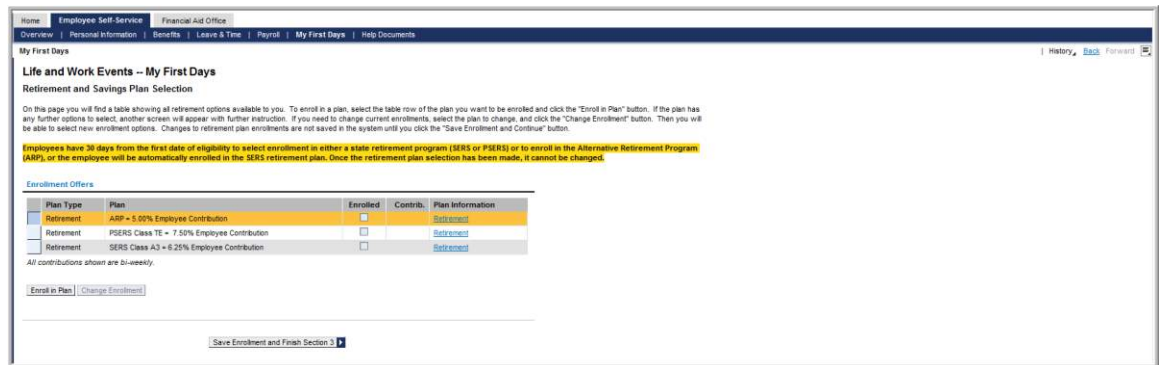 Home Employee Self-Service Financial Aid Office
Overview | Personal Information | Benefits | Leave & Time | Payroll | My First Days | Help Documents
My First Days | History Back Forward
Life and Work Events -- My First Days
Retirement and Savings Plan Selection
On this page you will find a table showing all retirement options available to you. To enroll in a plan, select the table row of the plan you want to be enrolled and click the "Enroll in Plan" button. If the plan has
any further options to select, another screen will appear with further instruction. If you need to change current enrollments, select the plan to change, and click the "Change Enrollment" button. Then you will
be able to select new enrollment options. Changes to retirement plan enrollments are not saved in the system until you click the "Save Enrollment and Continue" button.
Employees have 30 days from the first date of eligibility to select enrollment in either a state retirement program (SERS or PSERS) or to enroll in the Alternative Retirement Program
(ARP), or the employee will be automatically enrolled in the SERS retirement plan. Once the retirement plan selection has been made, it cannot be changed.
Enrollment Offers
Plan Type Plan Enrolled Contrib. Plan Information
Retirement ARP = 5.00% Employee Contribution Retirement
Retirement PSERS Class TE = 7.50% Employee Contribution Retirement
Retirement SERS Class A3 = 6.25% Employee Contribution Retirement
All contributions shown are bi-weekly.
Enroll in Plan Change Enrollment
Save Enrollment and Finish Section 3